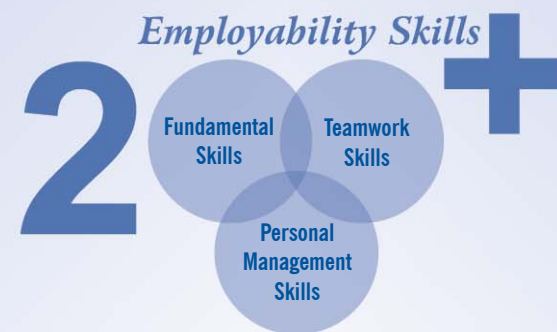 Employability Skills
2 +
Fundamental
Skills
Teamwork
Skills
Personal
Management
Skills